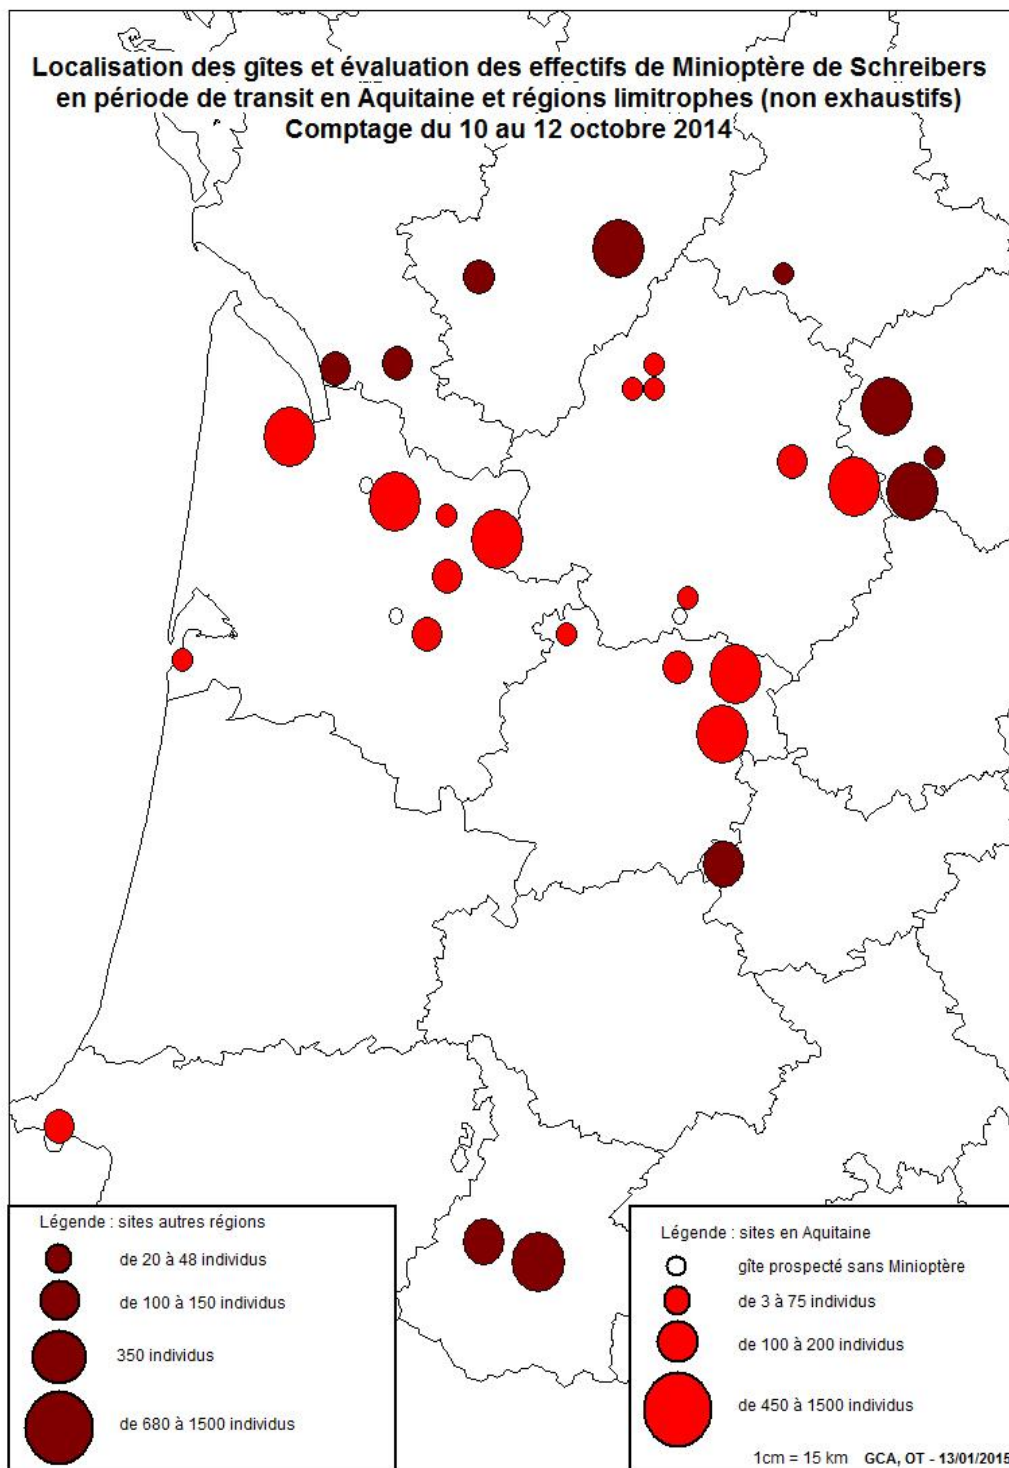 Localisation des gîtes et évaluation des effectifs de Minioptère de Schreibers
en période de transit en Aquitaine et régions limitrophes (non exhaustifs)
Comptage du 10 au 12 octobre 2014
Légende : sites autres régions
de 20 à 48 individus
de 100 à 150 individus
350 individus
de 680 à 1500 individus
Légende : sites en Aquitaine
gîte prospecté sans Minioptère
de 3 à 75 individus
de 100 à 200 individus
de 450 à 1500 individus
1cm = 15 km GCA, OT - 13/01/2015